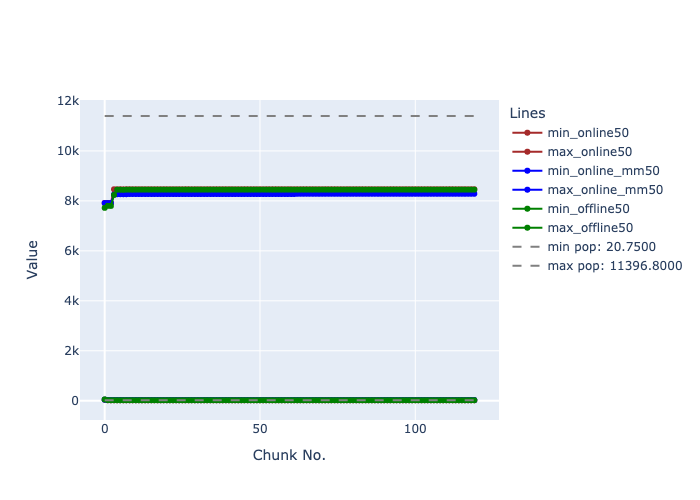 12k
10k
8k
6k
4k
2k
0
0
50
100
Chunk No.
Value
Lines
min_online50
max_online50
min_online_mm50
max_online_mm50
min_offline50
max_offline50
min pop: 20.7500
max pop: 11396.8000